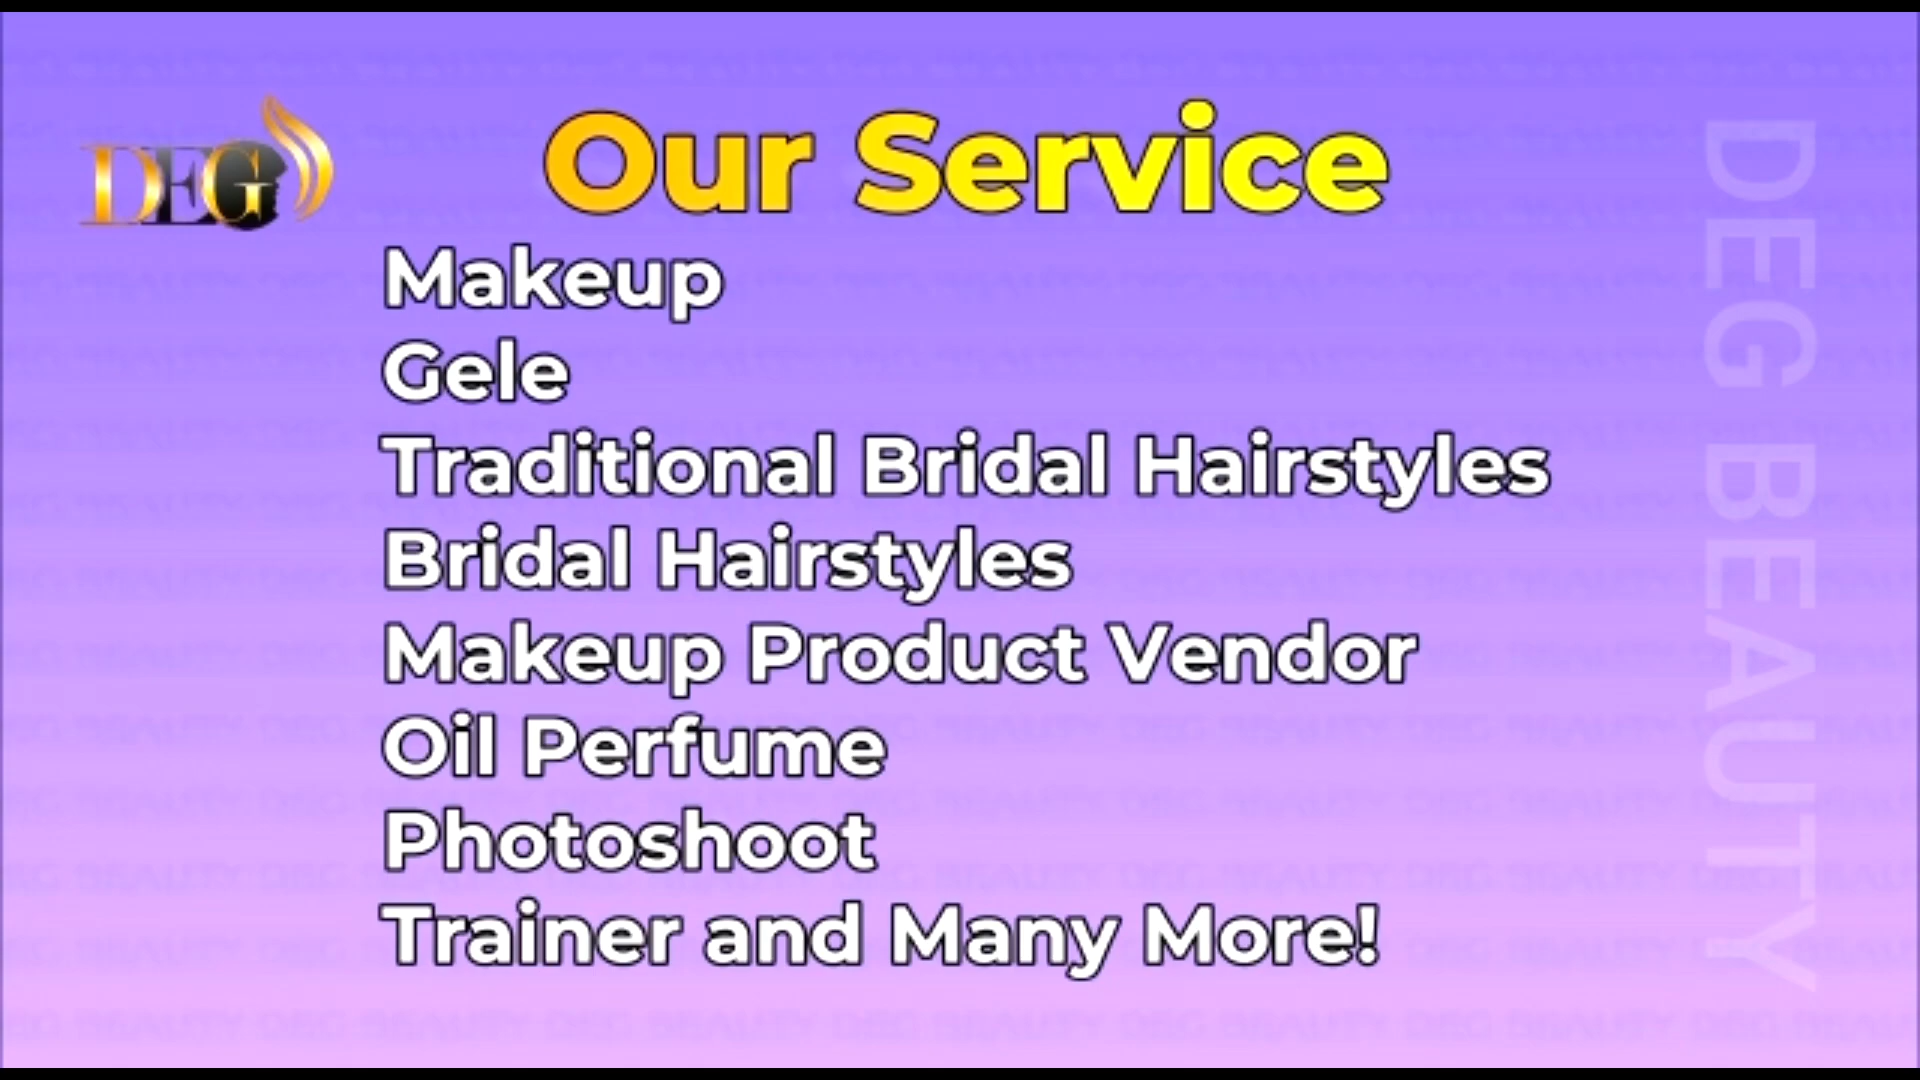 DEG
Our Service
Makeup
Gele
Traditional Bridal Hairstyles
Bridal Hairstyles
Makeup Product Vendor
Oil Perfume
Photoshoot
Trainer and Many More!
DEG BEAUTY